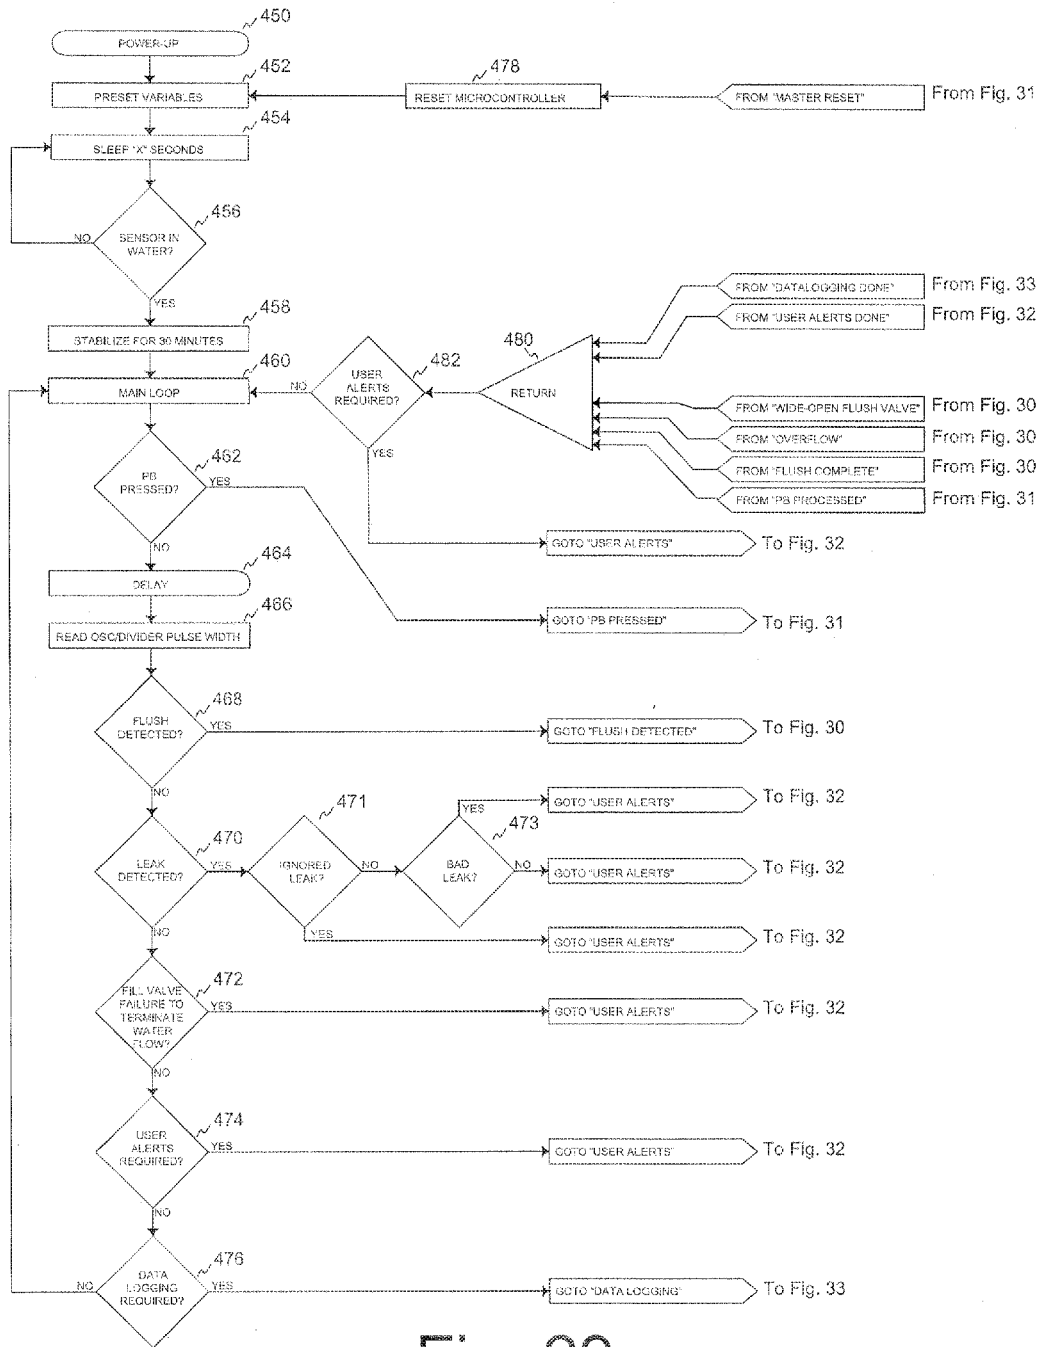 450
POWER-UP
452
PRESET VARIABLES
478
RESET MICROCONTROLLER
FROM "MASTER RESET"
From Fig. 31
454
SLEEP "X" SECONDS
456
SENSOR IN
WATER?
NO
YES
458
STABILIZE FOR 30 MINUTES
460
MAIN LOOP
NO
482
USER
ALERTS
REQUIRED?
YES
480
RETURN
FROM "DATALOGGING DONE"
From Fig. 33
FROM "USER ALERTS DONE"
From Fig. 32
FROM "WIDE-OPEN FLUSH VALVE"
From Fig. 30
FROM "OVERFLOW"
From Fig. 30
FROM "FLUSH COMPLETE"
From Fig. 30
FROM "PB PROCESSED"
From Fig. 31
GOTO "USER ALERTS"
To Fig. 32
462
PB
PRESSED?
YES
NO
GOTO "PB PRESSED"
To Fig. 31
464
DELAY
466
READ OSC/DIVIDER PULSE WIDTH
468
FLUSH
DETECTED?
YES
NO
GOTO "FLUSH DETECTED"
To Fig. 30
470
LEAK
DETECTED?
YES
NO
471
IGNORED
LEAK?
NO
YES
473
BAD
LEAK?
YES
NO
GOTO "USER ALERTS"
To Fig. 32
GOTO "USER ALERTS"
To Fig. 32
GOTO "USER ALERTS"
To Fig. 32
472
FILL VALVE
FAILURE TO
TERMINATE
WATER
FLOW?
YES
NO
GOTO "USER ALERTS"
To Fig. 32
474
USER
ALERTS
REQUIRED?
YES
NO
GOTO "USER ALERTS"
To Fig. 32
476
DATA
LOGGING
REQUIRED?
NO
YES
GOTO "DATA LOGGING"
To Fig. 33